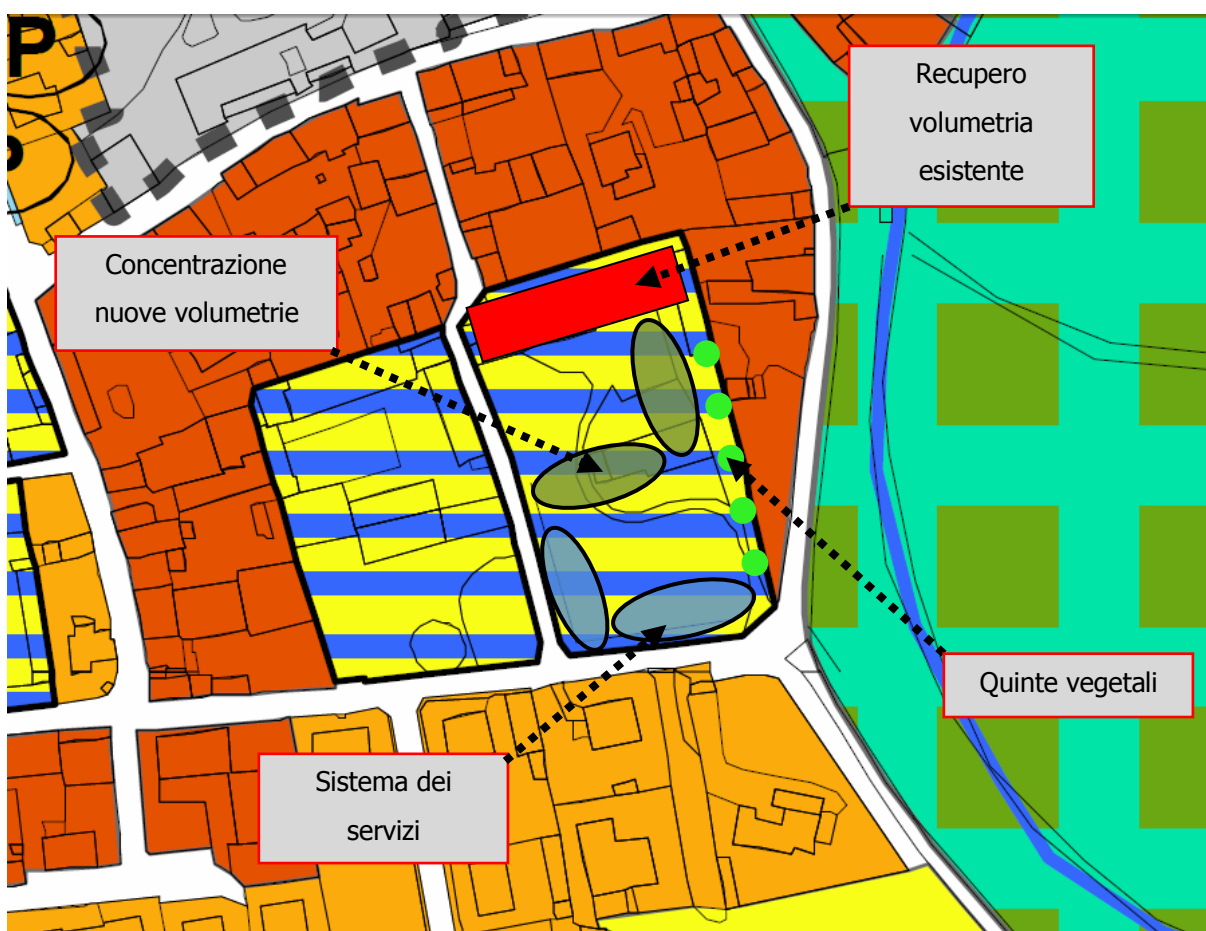 P
Recupero
volumetria
esistente
Concentrazione
nuove volumetrie
Quinte vegetali
Sistema dei
servizi